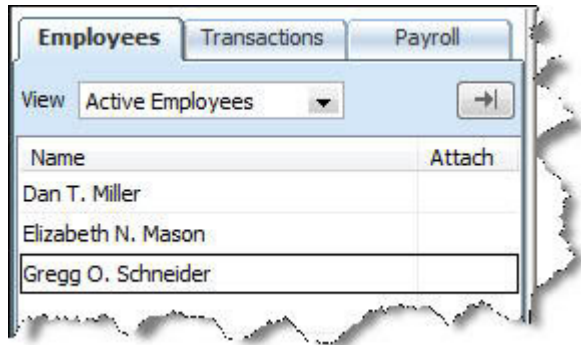 Employees Transactions Payroll
View Active Employees
Name Attach
Dan T. Miller
Elizabeth N. Mason
Gregg O. Schneider